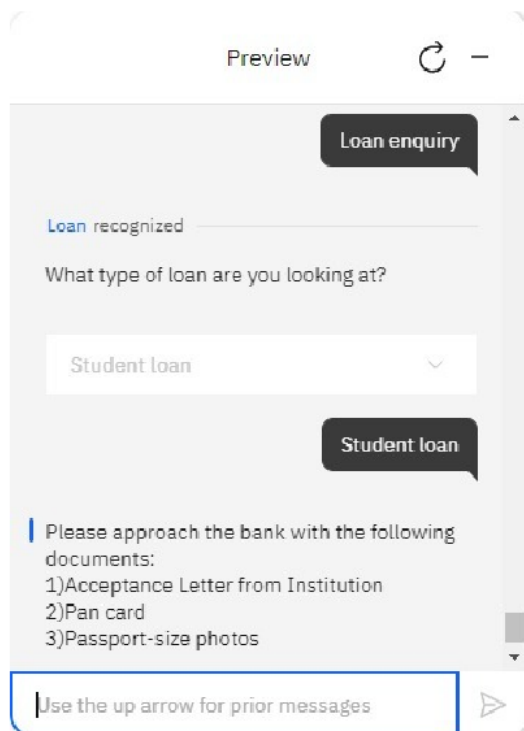 Preview
Loan enquiry
Loan recognized
What type of loan are you looking at?
Student loan
Student loan
Please approach the bank with the following
documents:
1)Acceptance Letter from Institution
2)Pan card
3)Passport-size photos
Use the up arrow for prior messages